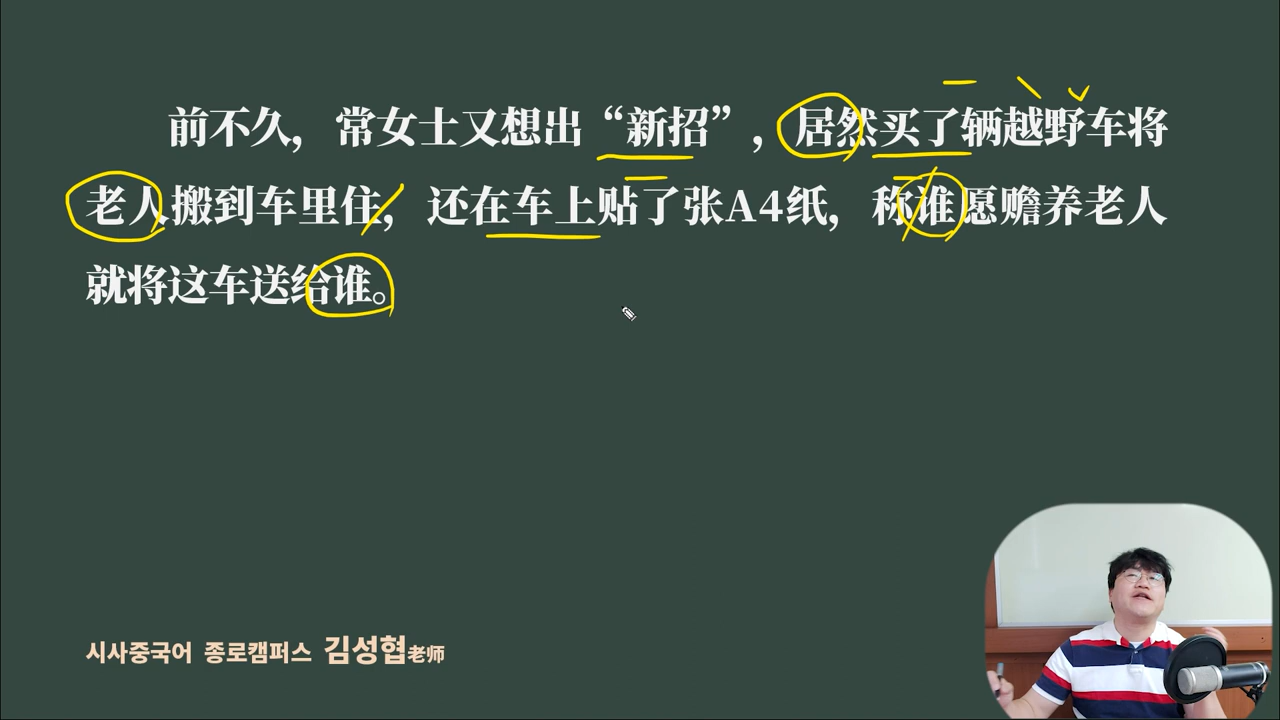 前不久，常女士又想出“新招”，居然买了辆越野车将
老人搬到车里住，还在车上贴了张A4纸，称谁愿赡养老人
就将这车送给谁。
시사중국어 종로캠퍼스 김성협老师